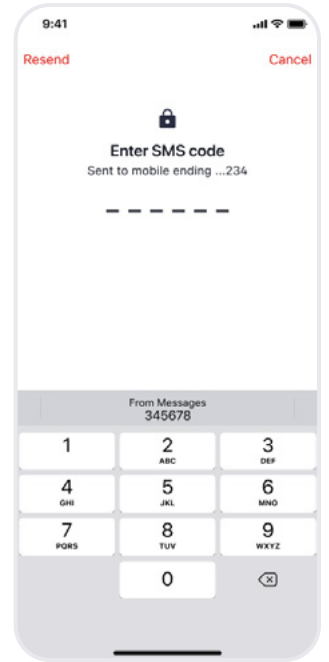 9:41
Resend Cancel
Enter SMS code
Sent to mobile ending ...234
From Messages
345678
1 2 3
ABC DEF
4 5 6
GHI JKL MNO
7 8 9
PQRS TUV WXYZ
0